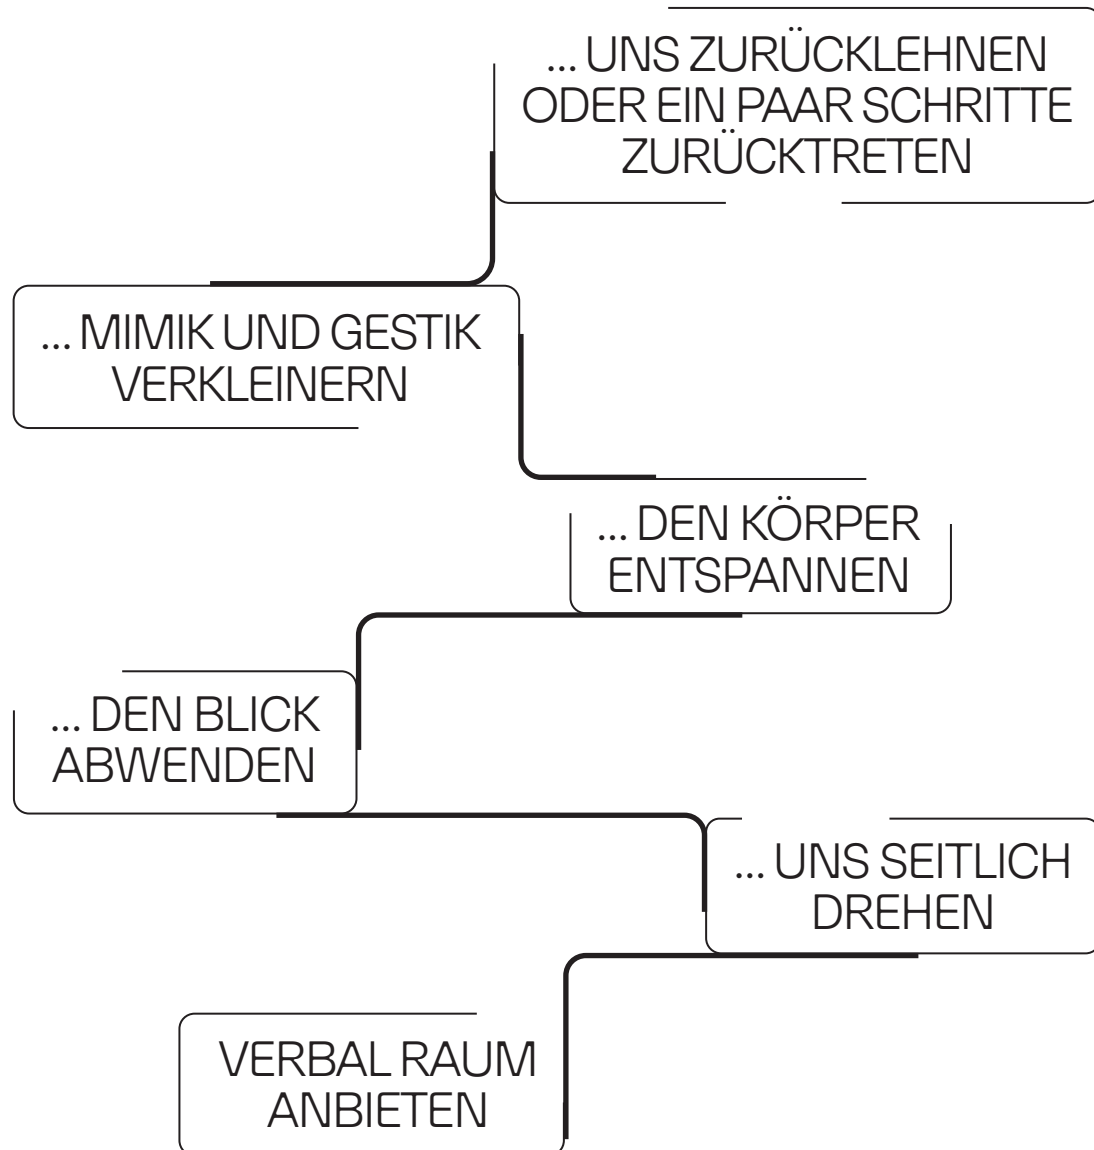 ... UNS ZURÜCKLEHNEN
ODER EIN PAAR SCHRITTE
ZURÜCKTRETEN
... MIMIK UND GESTIK
VERKLEINERN
... DEN KÖRPER
ENTSPANNEN
... DEN BLICK
ABWENDEN
... UNS SEITLICH
DREHEN
VERBAL RAUM
ANBIETEN